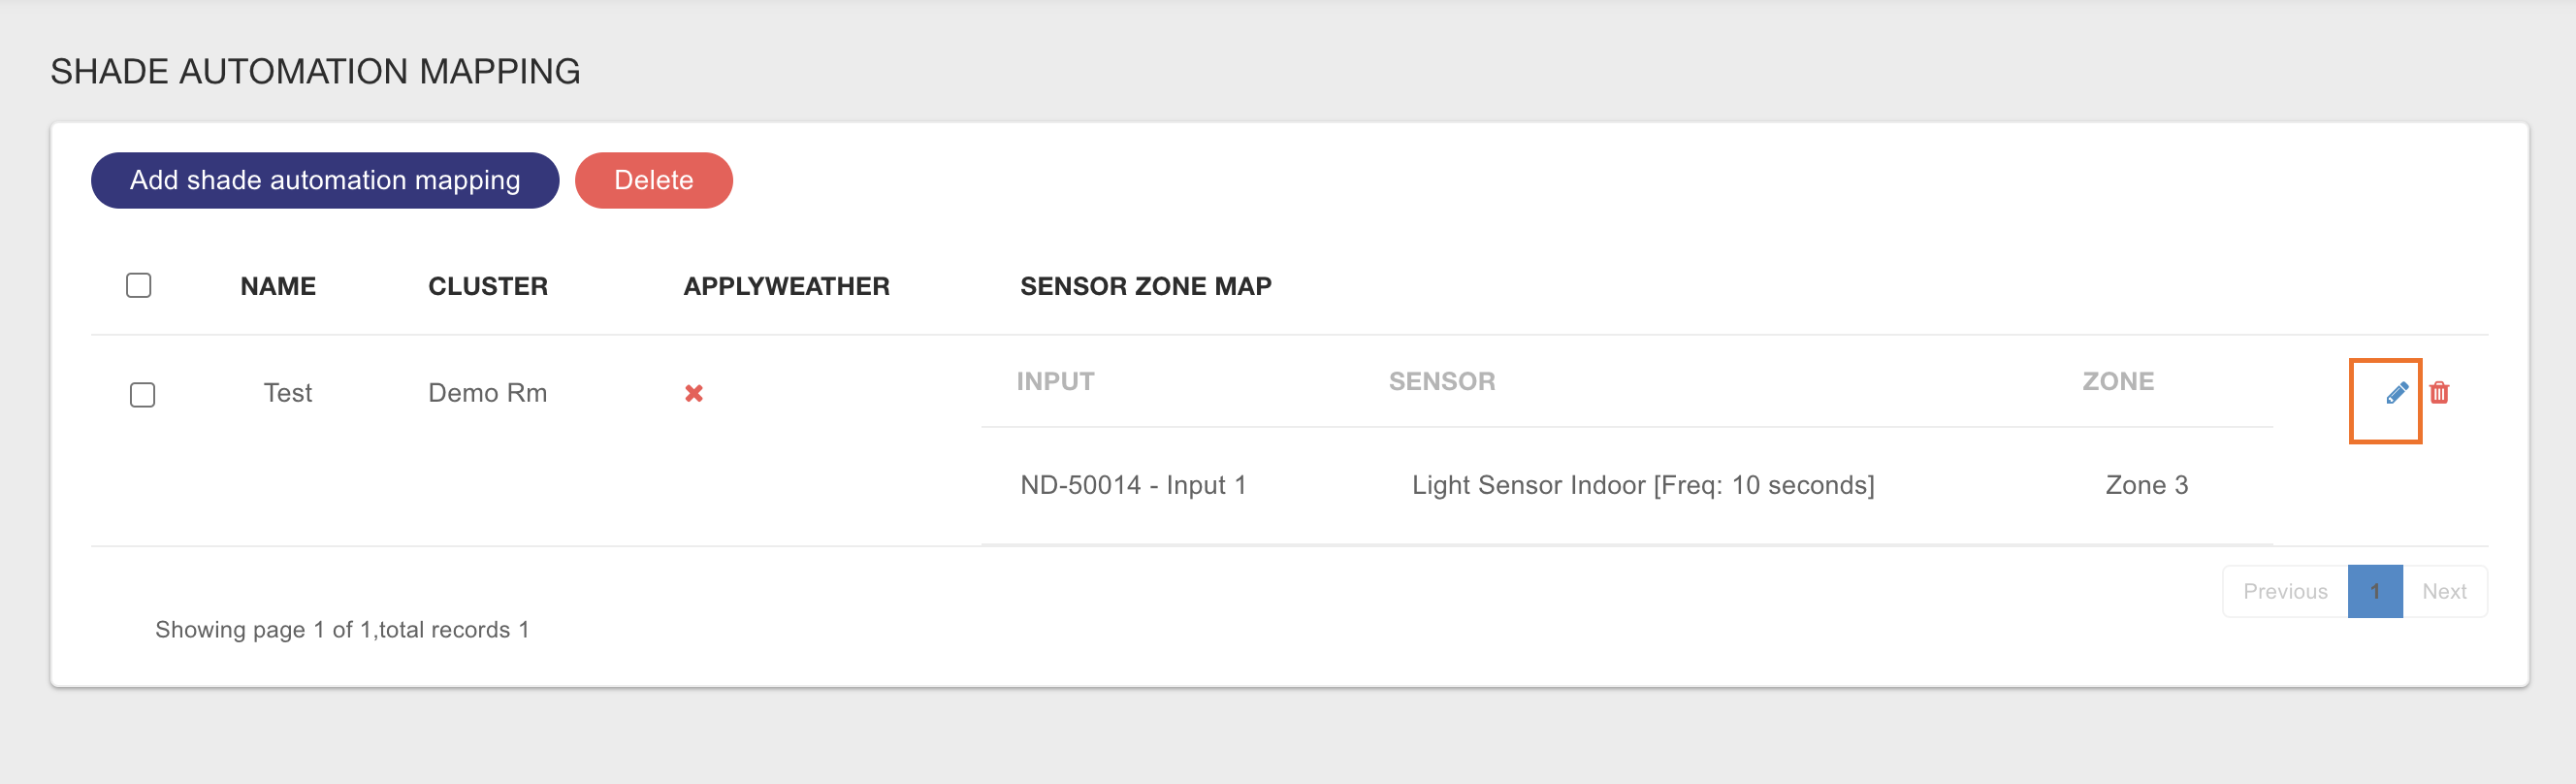 SHADE AUTOMATION MAPPING
Add shade automation mapping Delete
NAME CLUSTER APPLYWEATHER SENSOR ZONE MAP
INPUT SENSOR ZONE
Test Demo Rm
ND-50014 - Input 1 Light Sensor Indoor [Freq: 10 seconds] Zone 3
Previous 1 Next
Showing page 1 of 1,total records 1